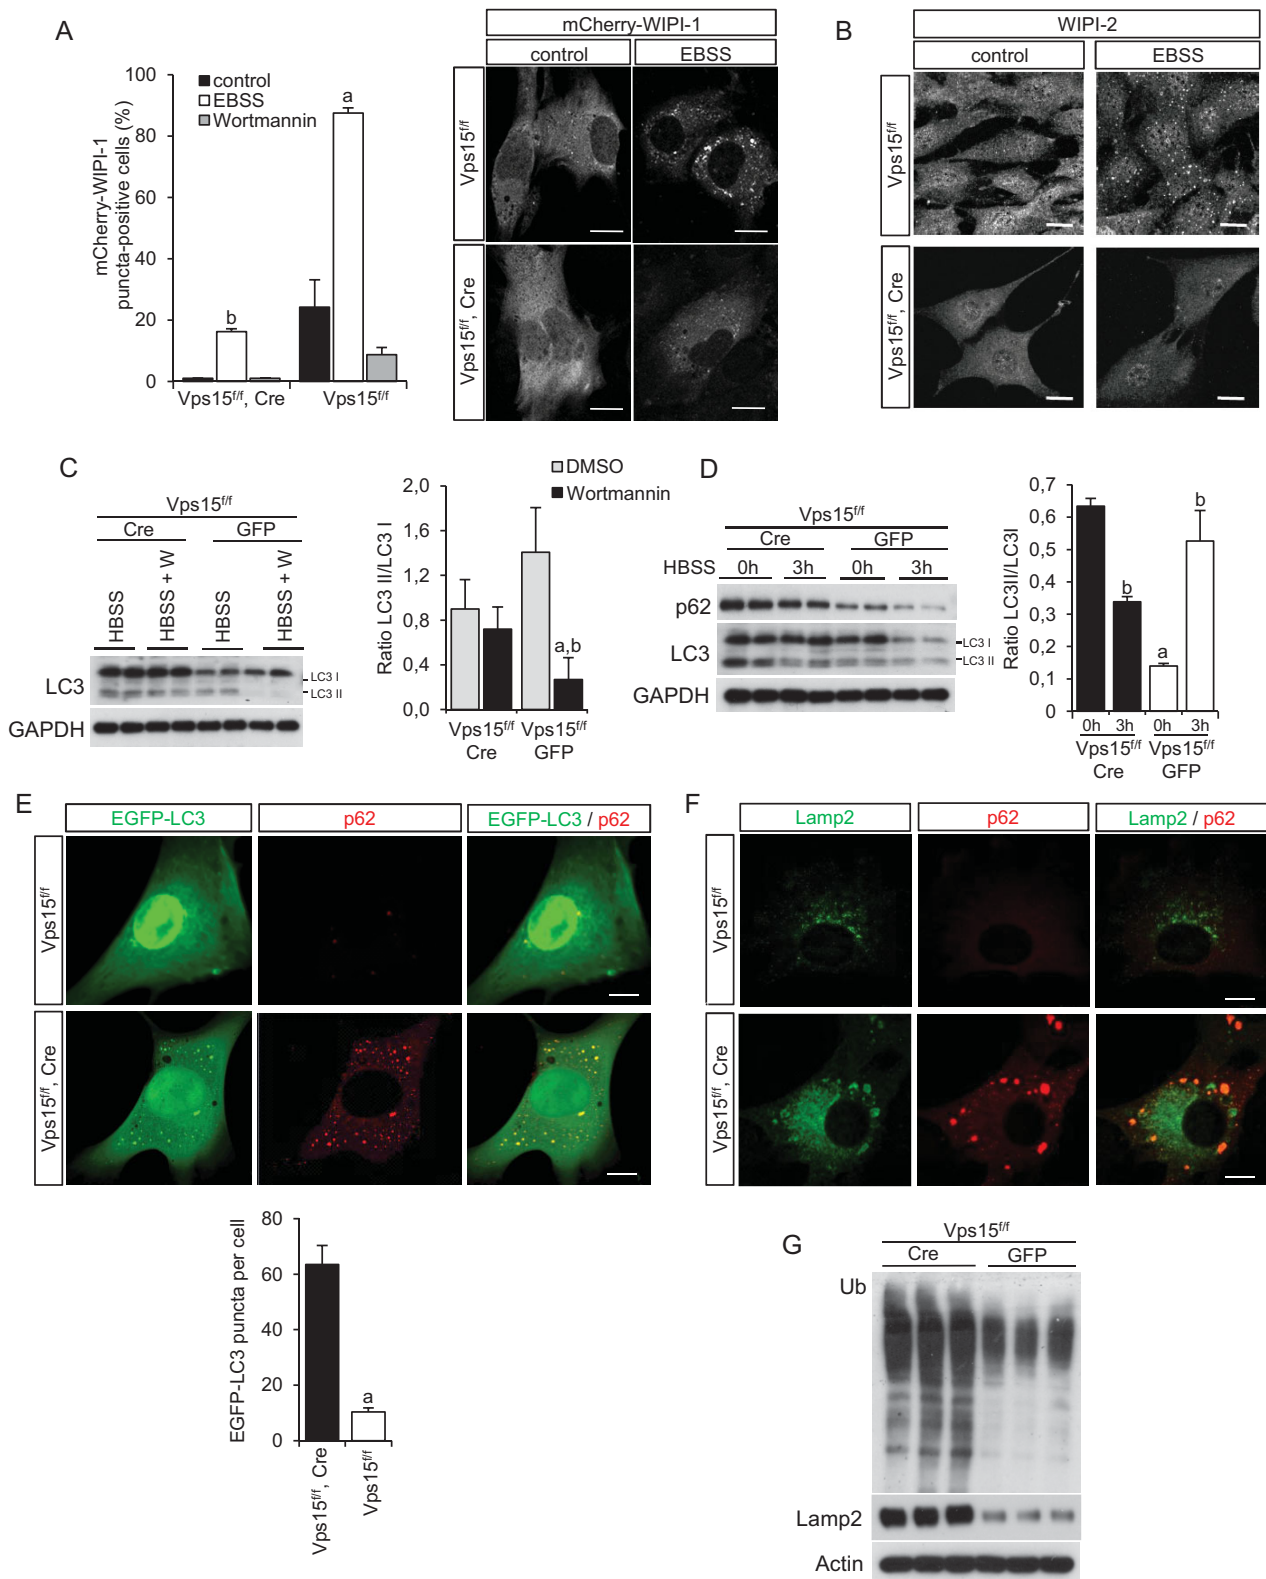 A
control
EBSS
Wortmannin
mCherry-WIPI-1
puncta-positive cells (%)
100
80
60
40
20
0
b
a
Vps15f/f, Cre
Vps15f/f
mCherry-WIPI-1
control
EBSS
Vps15f/f
Vps15f/f, Cre
B
WIPI-2
control
EBSS
Vps15f/f
Vps15f/f, Cre
C
Vps15f/f
Cre
GFP
HBSS
HBSS + W
HBSS
HBSS + W
LC3
LC3 I
LC3 II
GAPDH
DMSO
Wortmannin
Ratio LC3 II/LC3 I
2,0
1,6
1,2
0,8
0,4
0,0
a,b
Vps15f/f
Cre
Vps15f/f
GFP
D
Vps15f/f
Cre
GFP
HBSS
0h
3h
0h
3h
p62
LC3
LC3 I
LC3 II
GAPDH
Ratio LC3II/LC3I
0,7
0,6
0,5
0,4
0,3
0,2
0,1
0
b
a
b
0h
3h
0h
3h
Vps15f/f
Cre
Vps15f/f
GFP
E
EGFP-LC3
p62
EGFP-LC3 / p62
Vps15f/f
Vps15f/f, Cre
EGFP-LC3 puncta per cell
80
60
40
20
0
a
Vps15f/f, Cre
Vps15f/f
F
Lamp2
p62
Lamp2 / p62
Vps15f/f
Vps15f/f, Cre
G
Vps15f/f
Cre
GFP
Ub
Lamp2
Actin